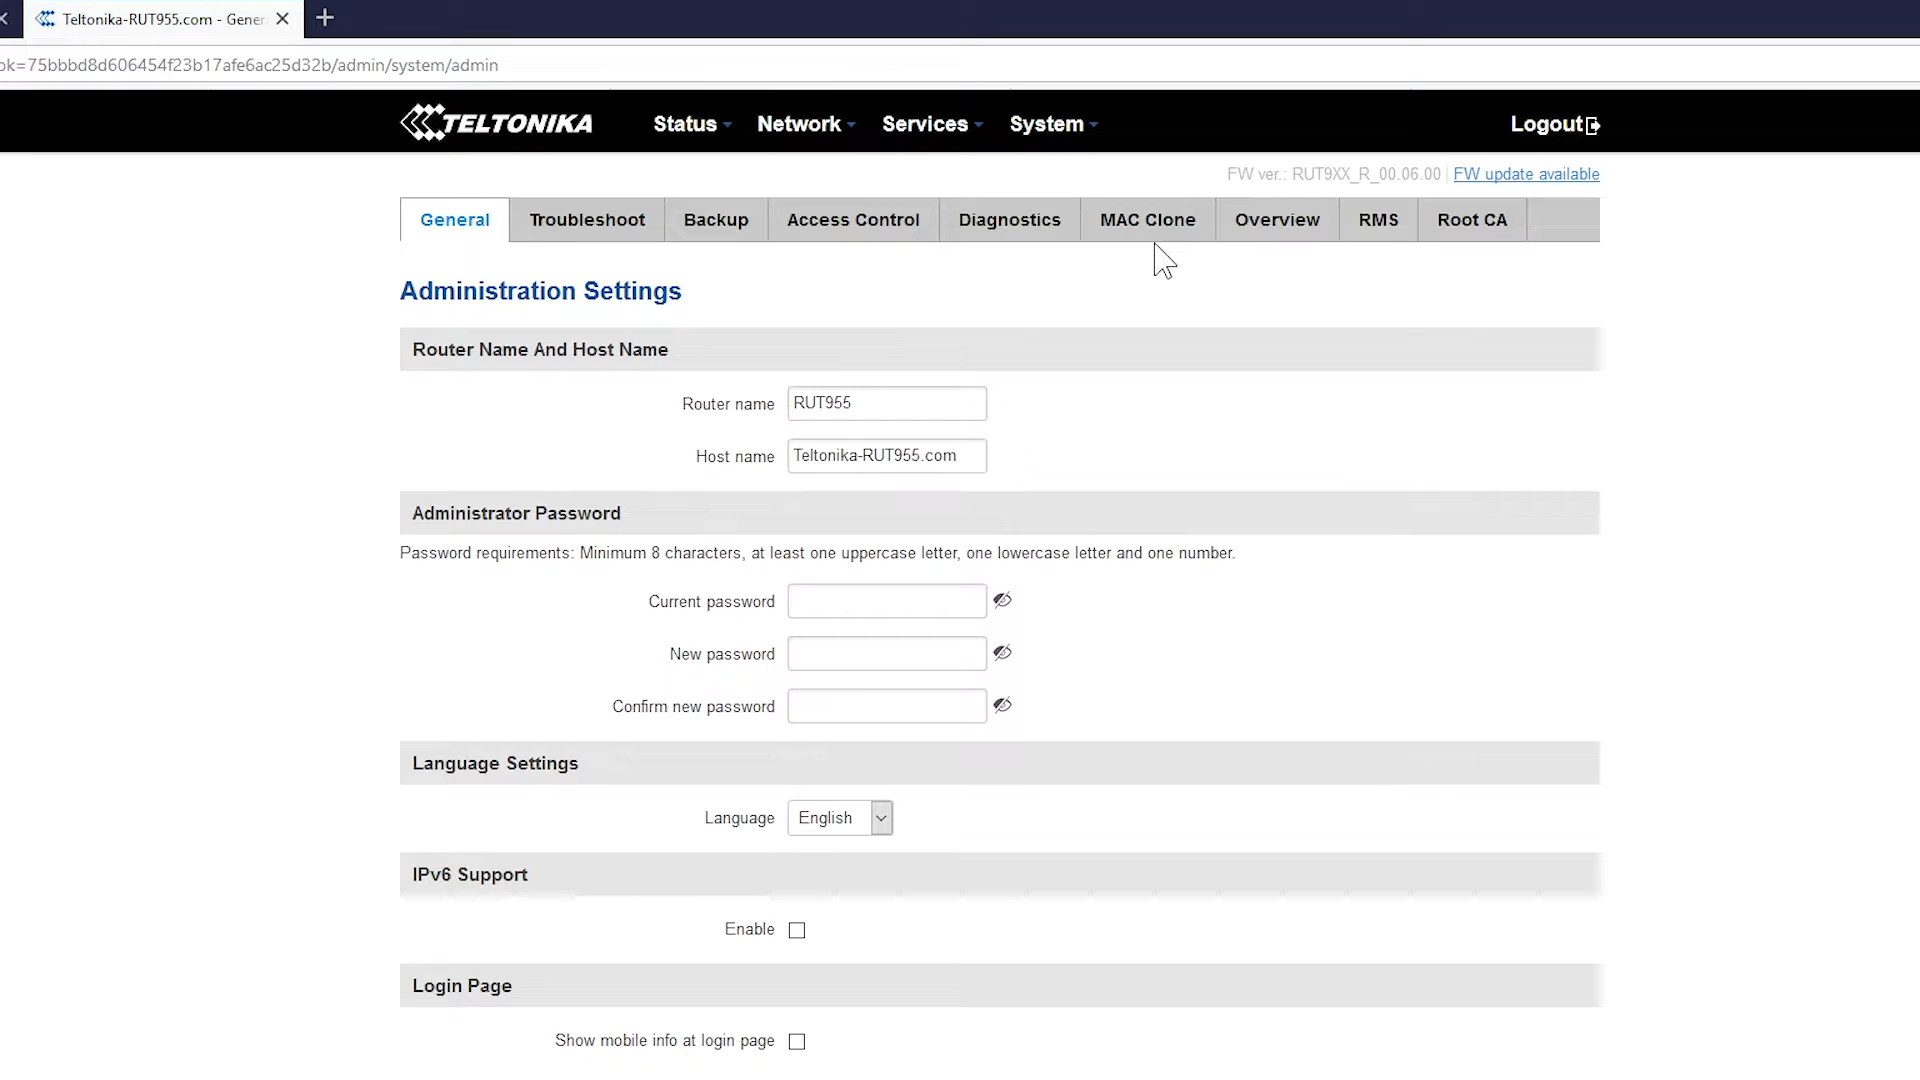 Teltonika-RUT955.com - Gener
ok=75bbbd8d606454f23b17afe6ac25d32b/admin/system/admin
TELTONIKA Status Network Services System Logout
FW ver.: RUT9XX_R_00.06.00 FW update available
General Troubleshoot Backup Access Control Diagnostics MAC Clone Overview RMS Root CA
Administration Settings
Router Name And Host Name
Router name RUT955
Host name Teltonika-RUT955.com
Administrator Password
Password requirements: Minimum 8 characters, at least one uppercase letter, one lowercase letter and one number.
Current password
New password
Confirm new password
Language Settings
Language English
IPv6 Support
Enable
Login Page
Show mobile info at login page